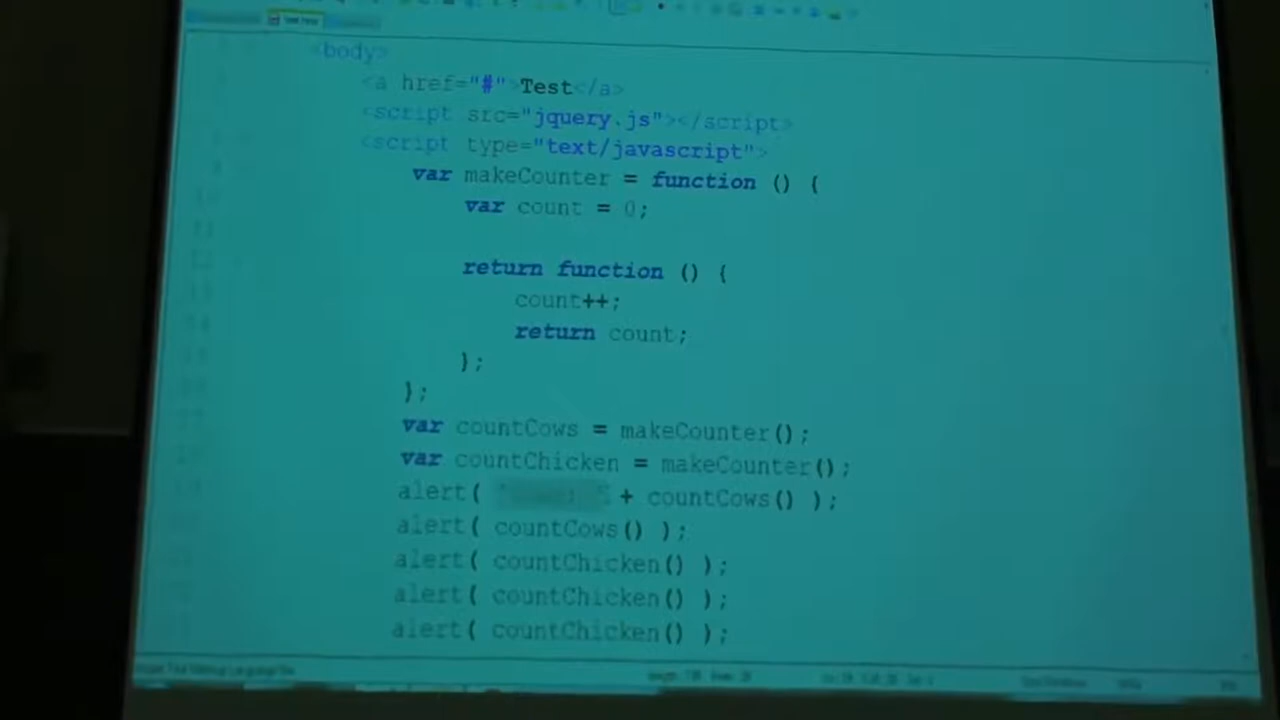 <body>
<a href="#">Test</a>
<script src="jquery.js"></script>
<script type="text/javascript">
var makeCounter = function () {
var count = 0;
return function () {
count++;
return count;
};
};
var countCows = makeCounter();
var countChicken = makeCounter();
alert( + countCows() );
alert( countCows() );
alert( countChicken() );
alert( countChicken() );
alert( countChicken() );